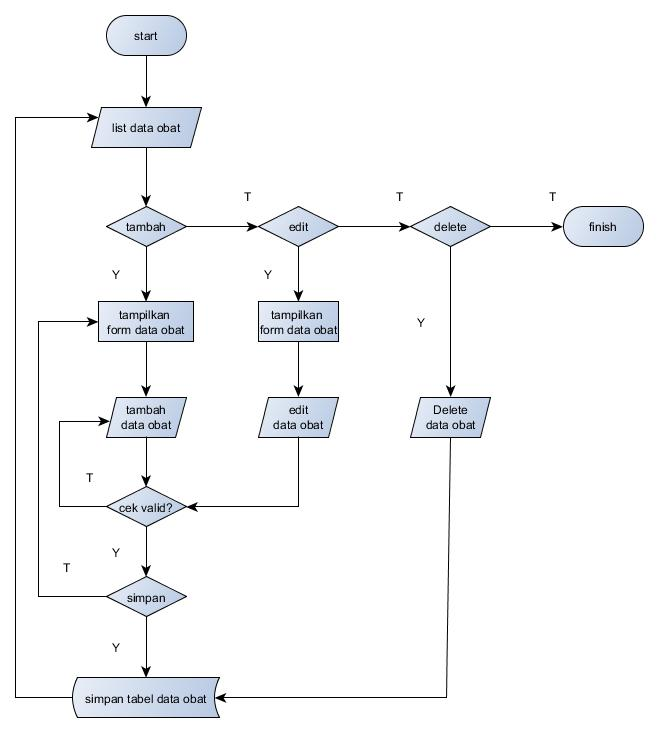 start
list data obat
T
T
T
tambah
edit
delete
finish
Y
Y
tampilkan
form data obat
tampilkan
form data obat
Y
tambah
data obat
edit
data obat
Delete
data obat
T
cek valid?
Y
T
simpan
Y
simpan tabel data obat